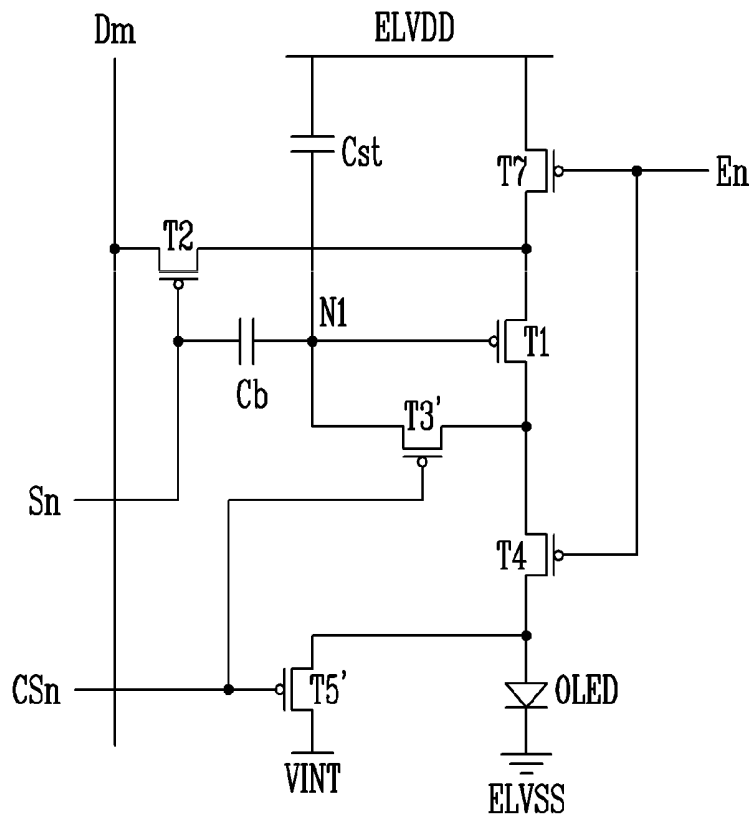 Dm
ELVDD
Cst
T7
En
T2
N1
T1
Cb
T3'
Sn
T4
CSn
T5'
OLED
VINT
ELVSS